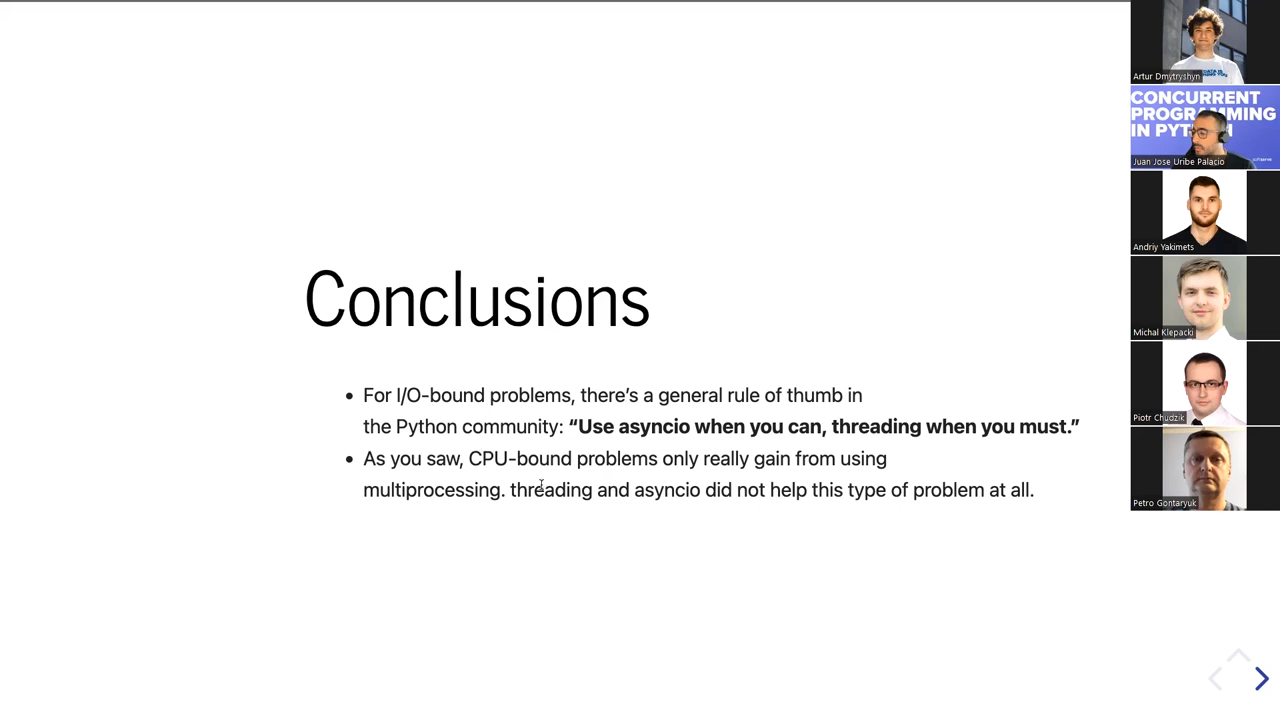 Conclusions
For I/O-bound problems, there’s a general rule of thumb in
the Python community: “Use asyncio when you can, threading when you must.”
As you saw, CPU-bound problems only really gain from using
multiprocessing. threading and asyncio did not help this type of problem at all.
Artur Dmytryshyn
CONCURRENT
PROGRAMMING
IN PYTHON
Juan Jose Uribe Palacio
Andriy Yakimets
Michal Klepacki
Piotr Chudzik
Petro Gontaryuk